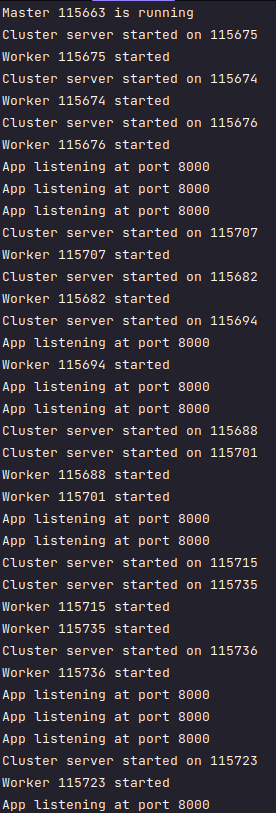 Master 115663 is running
Cluster server started on 115675
Worker 115675 started
Cluster server started on 115674
Worker 115674 started
Cluster server started on 115676
Worker 115676 started
App listening at port 8000
App listening at port 8000
App listening at port 8000
Cluster server started on 115707
Worker 115707 started
Cluster server started on 115682
Worker 115682 started
Cluster server started on 115694
App listening at port 8000
Worker 115694 started
App listening at port 8000
App listening at port 8000
Cluster server started on 115688
Cluster server started on 115701
Worker 115688 started
Worker 115701 started
App listening at port 8000
App listening at port 8000
Cluster server started on 115715
Cluster server started on 115735
Worker 115715 started
Worker 115735 started
Cluster server started on 115736
Worker 115736 started
App listening at port 8000
App listening at port 8000
App listening at port 8000
Cluster server started on 115723
Worker 115723 started
App listening at port 8000